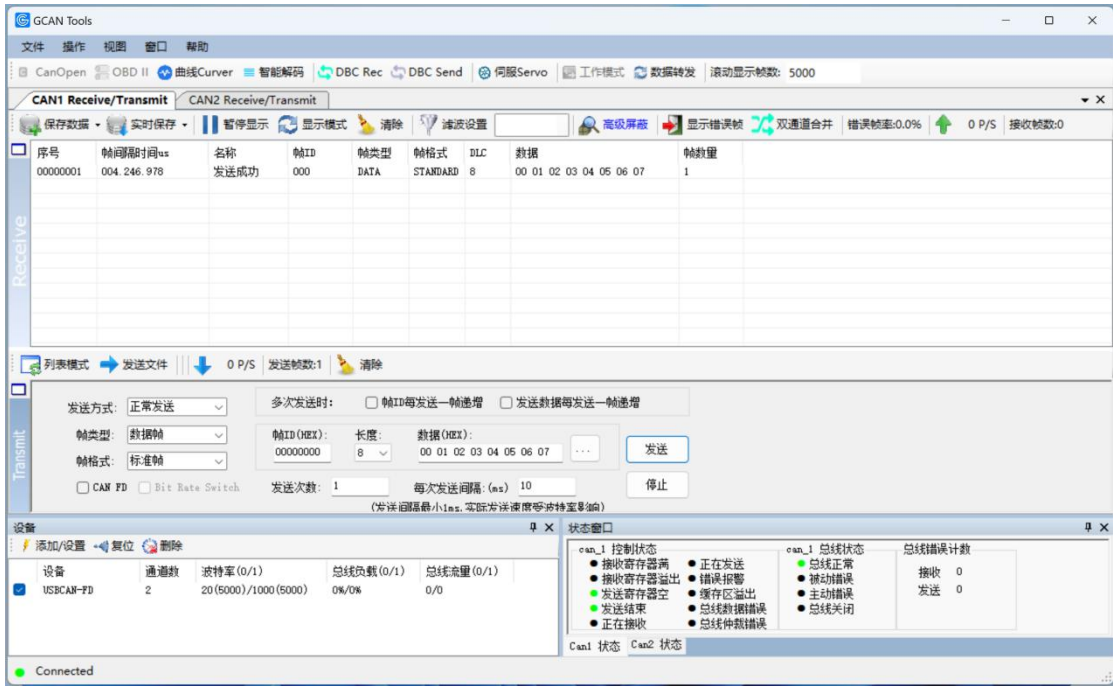 GCAN Tools
文件 操作 视图 窗口 帮助
CanOpen OBD II 曲线Curver 智能解码 DBC Rec DBC Send 伺服Servo 工作模式 数据转发 滚动显示帧数: 5000
CAN1 Receive/Transmit CAN2 Receive/Transmit
保存数据 实时保存 暂停显示 显示模式 清除 滤波设置 高级屏蔽 显示错误帧 双通道合并 错误帧率:0.0% 0 P/S 接收帧数:0
序号 帧间隔时间us 名称 帧ID 帧类型 帧格式 DLC 数据 帧数量
00000001 004.246.978 发送成功 000 DATA STANDARD 8 00 01 02 03 04 05 06 07 1
Receive
列表模式 发送文件 0 P/S 发送帧数:1 清除
Transmit
发送方式: 正常发送 多次发送时: 帧ID每发送一帧递增 发送数据每发送一帧递增
帧类型: 数据帧 帧ID(HEX): 长度: 数据(HEX):
00000000 8 00 01 02 03 04 05 06 07 ... 发送
帧格式: 标准帧
CAN FD Bit Rate Switch 发送次数: 1 每次发送间隔:(ms) 10 停止
(发送间隔最小1ms,实际发送速度受波特率影响)
设备
添加/设置 复位 删除
设备 通道数 波特率(0/1) 总线负载(0/1) 总线流量(0/1)
USBCAN-FD 2 20(5000)/1000(5000) 0%/0% 0/0
状态窗口
can_1 控制状态
接收寄存器满 正在发送
接收寄存器溢出 错误报警
发送寄存器空 缓存区溢出
发送结束 总线数据错误
正在接收 总线仲裁错误
can_1 总线状态
总线正常
被动错误
主动错误
总线关闭
总线错误计数
接收 0
发送 0
Can1 状态 Can2 状态
Connected